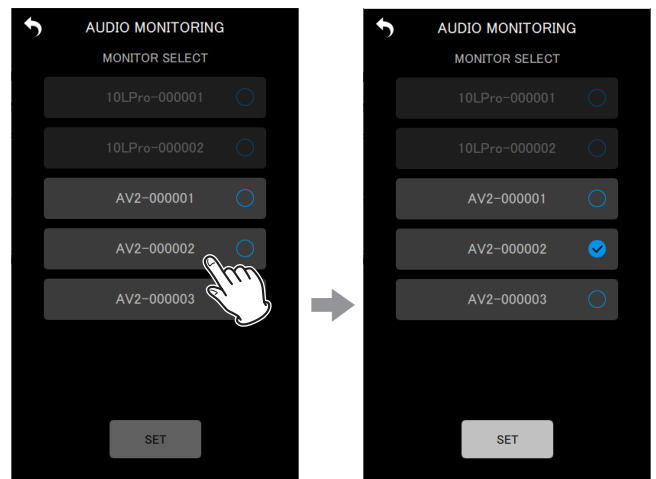 AUDIO MONITORING
MONITOR SELECT
10LPro-000001
10LPro-000002
AV2-000001
AV2-000002
AV2-000003
SET
AUDIO MONITORING
MONITOR SELECT
10LPro-000001
10LPro-000002
AV2-000001
AV2-000002
AV2-000003
SET